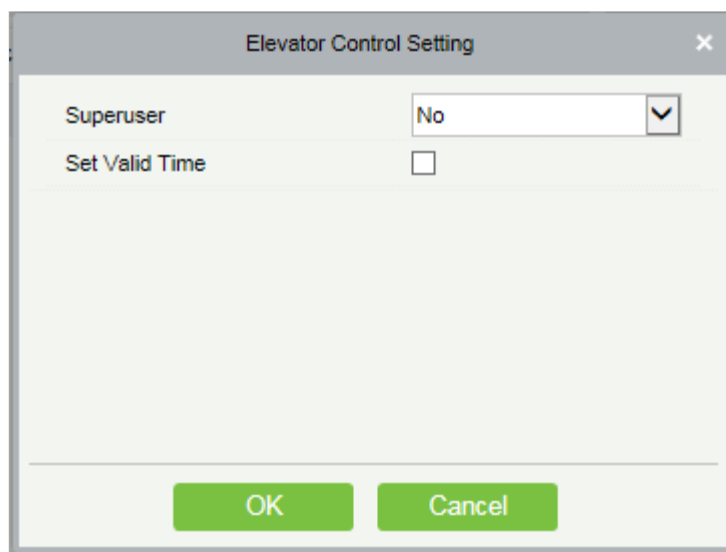 Elevator Control Setting
Superuser No
Set Valid Time
OK Cancel